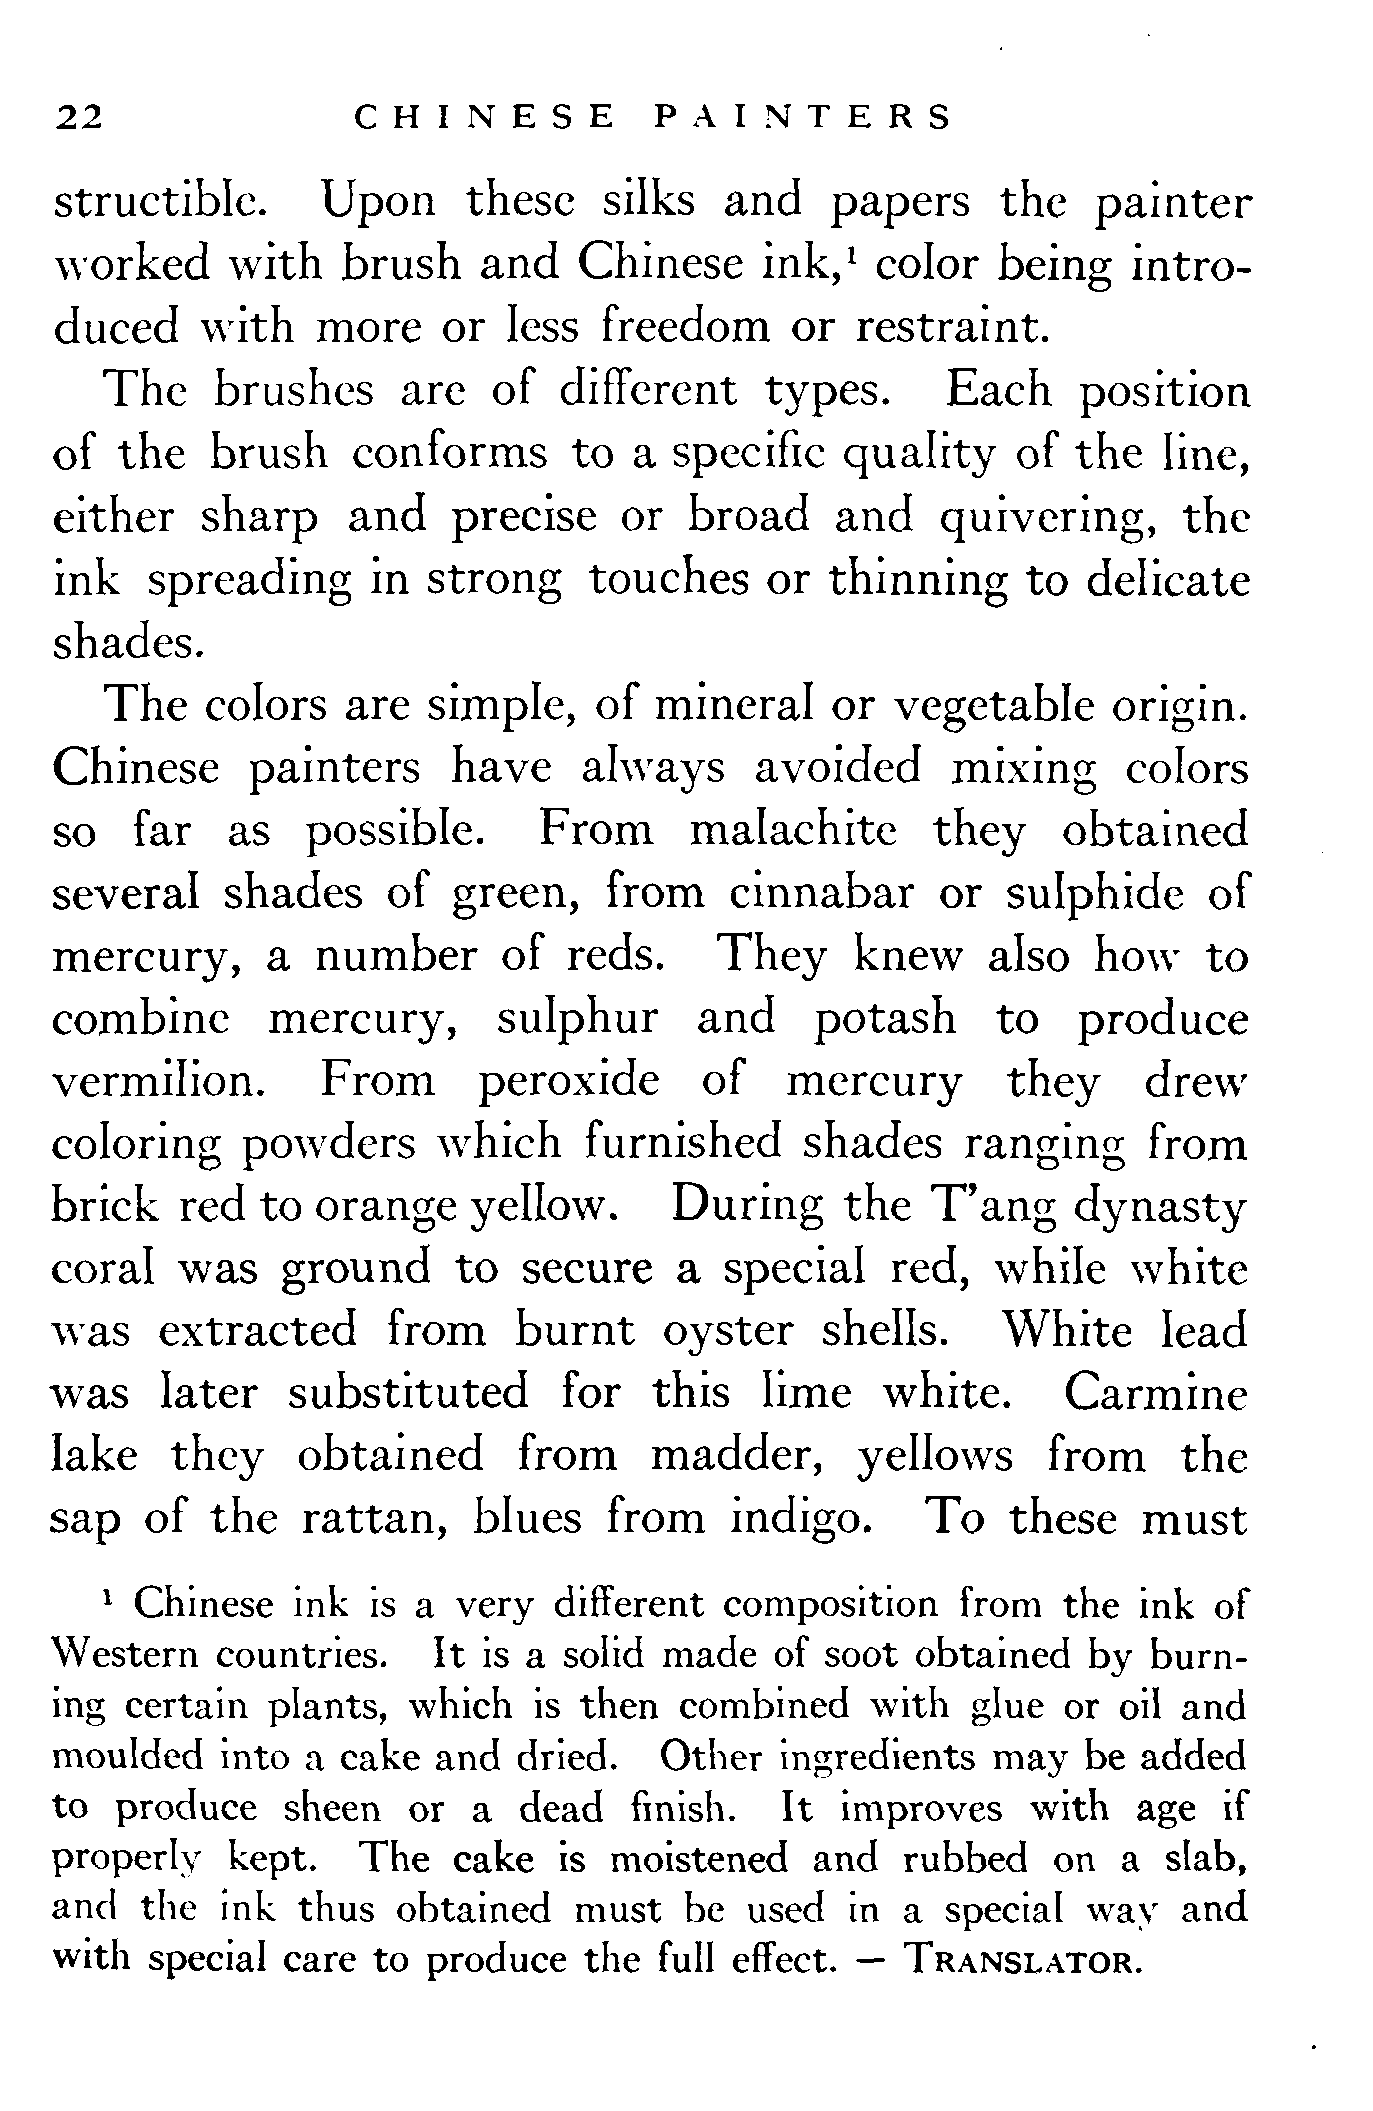 22 CHINESE PAINTERS
structible. Upon these silks and papers the painter
worked with brush and Chinese ink,¹ color being intro-
duced with more or less freedom or restraint.
The brushes are of different types. Each position
of the brush conforms to a specific quality of the line,
either sharp and precise or broad and quivering, the
ink spreading in strong touches or thinning to delicate
shades.
The colors are simple, of mineral or vegetable origin.
Chinese painters have always avoided mixing colors
so far as possible. From malachite they obtained
several shades of green, from cinnabar or sulphide of
mercury, a number of reds. They knew also how to
combine mercury, sulphur and potash to produce
vermilion. From peroxide of mercury they drew
coloring powders which furnished shades ranging from
brick red to orange yellow. During the T’ang dynasty
coral was ground to secure a special red, while white
was extracted from burnt oyster shells. White lead
was later substituted for this lime white. Carmine
lake they obtained from madder, yellows from the
sap of the rattan, blues from indigo. To these must
¹ Chinese ink is a very different composition from the ink of
Western countries. It is a solid made of soot obtained by burn-
ing certain plants, which is then combined with glue or oil and
moulded into a cake and dried. Other ingredients may be added
to produce sheen or a dead finish. It improves with age if
properly kept. The cake is moistened and rubbed on a slab,
and the ink thus obtained must be used in a special way and
with special care to produce the full effect. — TRANSLATOR.